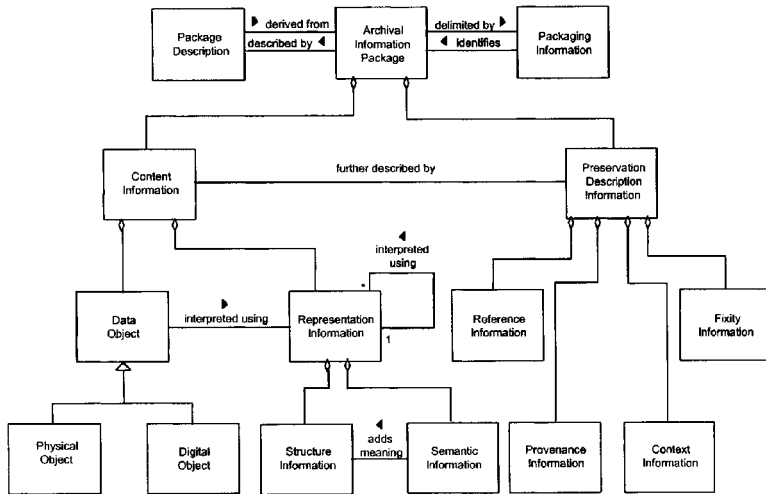 Package
Description
derived from
described by
Archival
Information
Package
delimited by
identifies
Packaging
Information
Content
Information
further described by
Preservation
Description
Information
interpreted
using
Data
Object
interpreted using
*
Representation
Information
1
Reference
Information
Fixity
Information
Physical
Object
Digital
Object
Structure
Information
adds
meaning
Semantic
Information
Provenance
Information
Context
Information